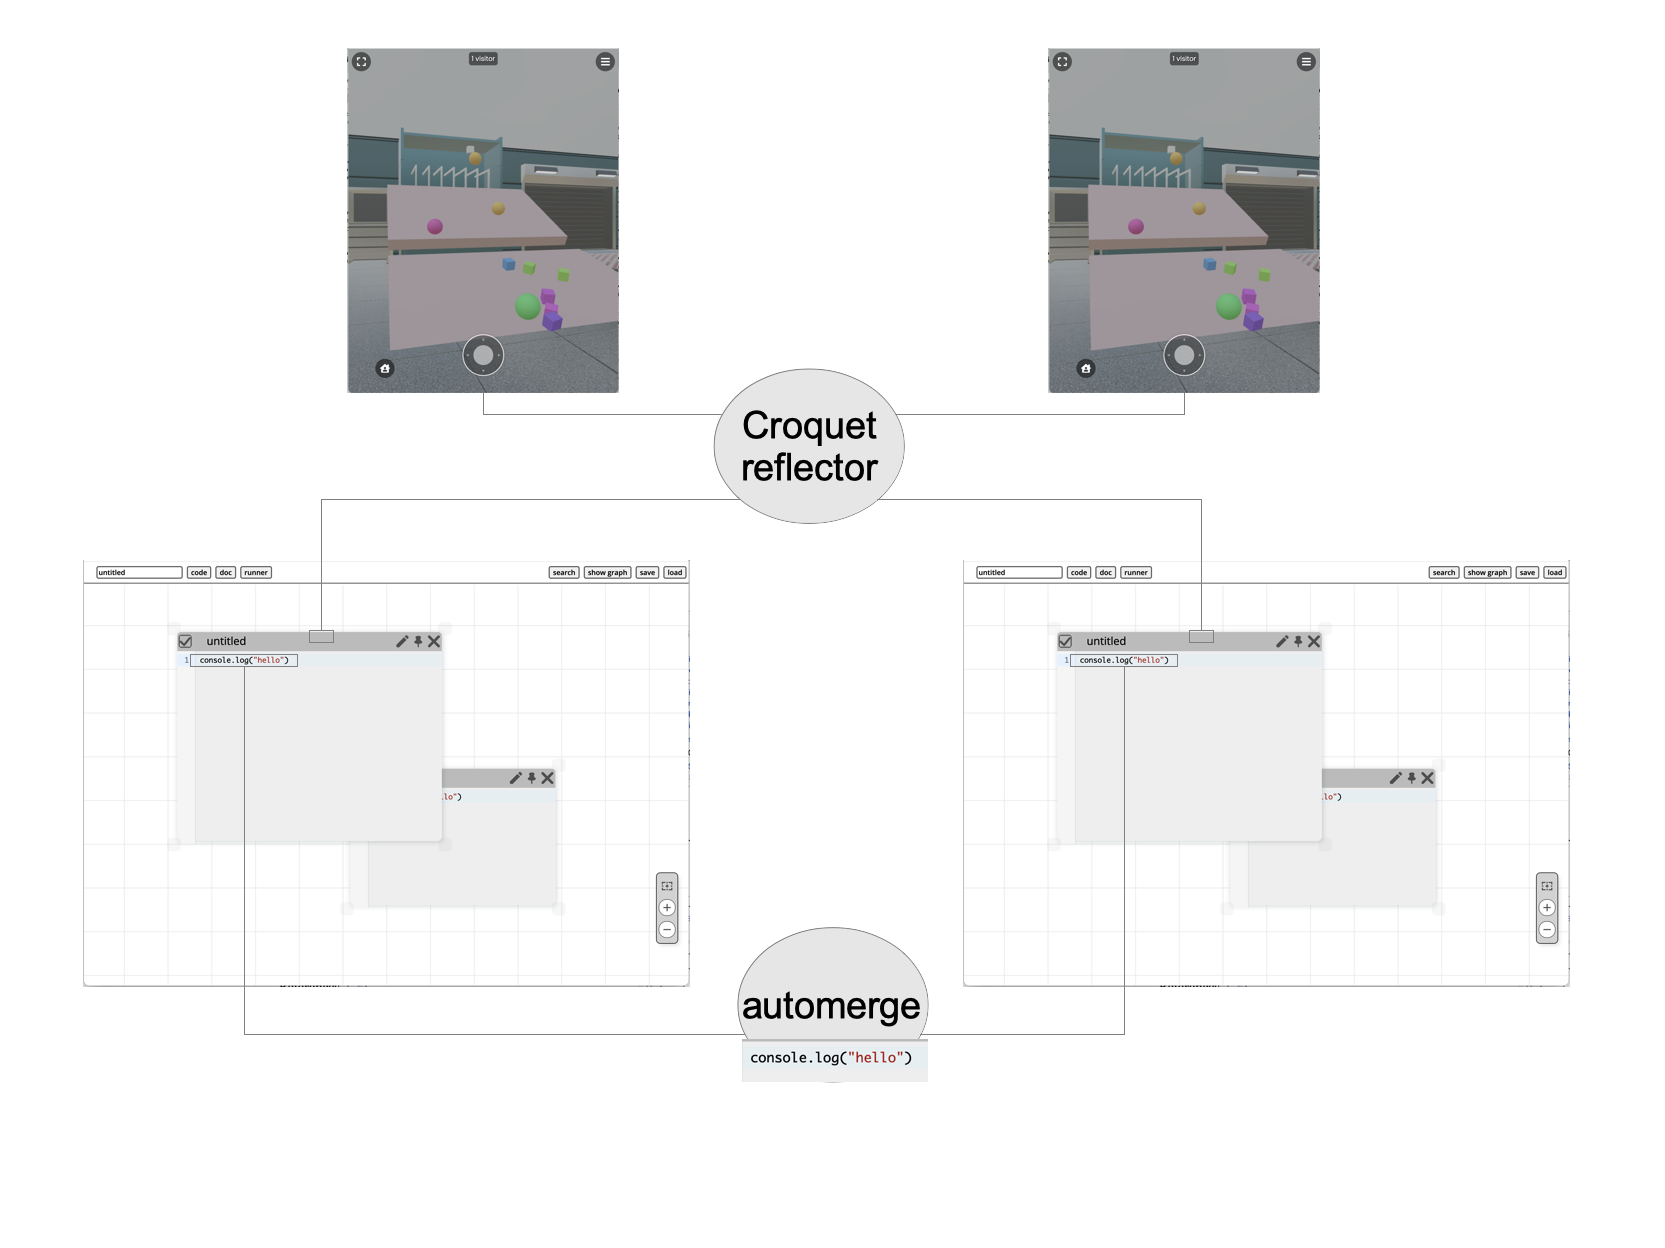 1 visitor
1 visitor
Croquet
reflector
untitled code doc runner search show graph save load
untitled code doc runner search show graph save load
untitled
1 console.log("hello")
untitled
1 console.log("hello")
lo")
lo")
automerge
console.log("hello")